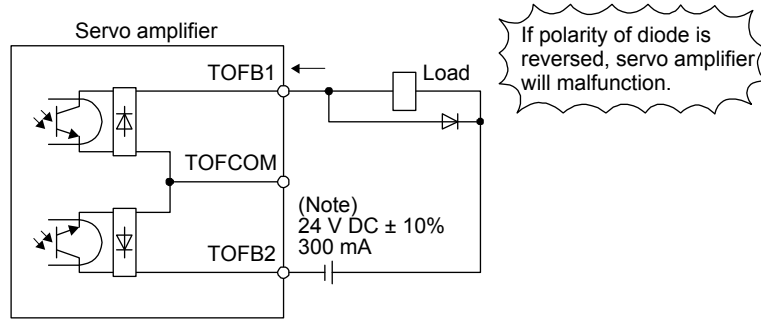 Servo amplifier
If polarity of diode is
reversed, servo amplifier
will malfunction.
TOFB1
Load
TOFCOM
(Note)
24 V DC ± 10%
300 mA
TOFB2